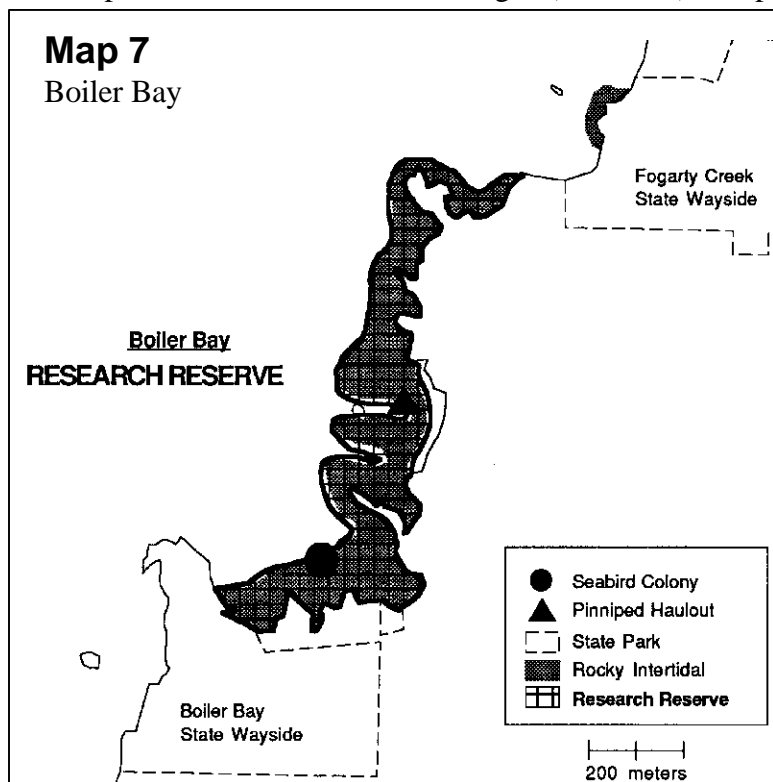 Map 7
Boiler Bay
Fogarty Creek
State Wayside
Boiler Bay
RESEARCH RESERVE
Seabird Colony
Pinniped Haulout
State Park
Rocky Intertidal
Research Reserve
Boiler Bay
State Wayside
200 meters